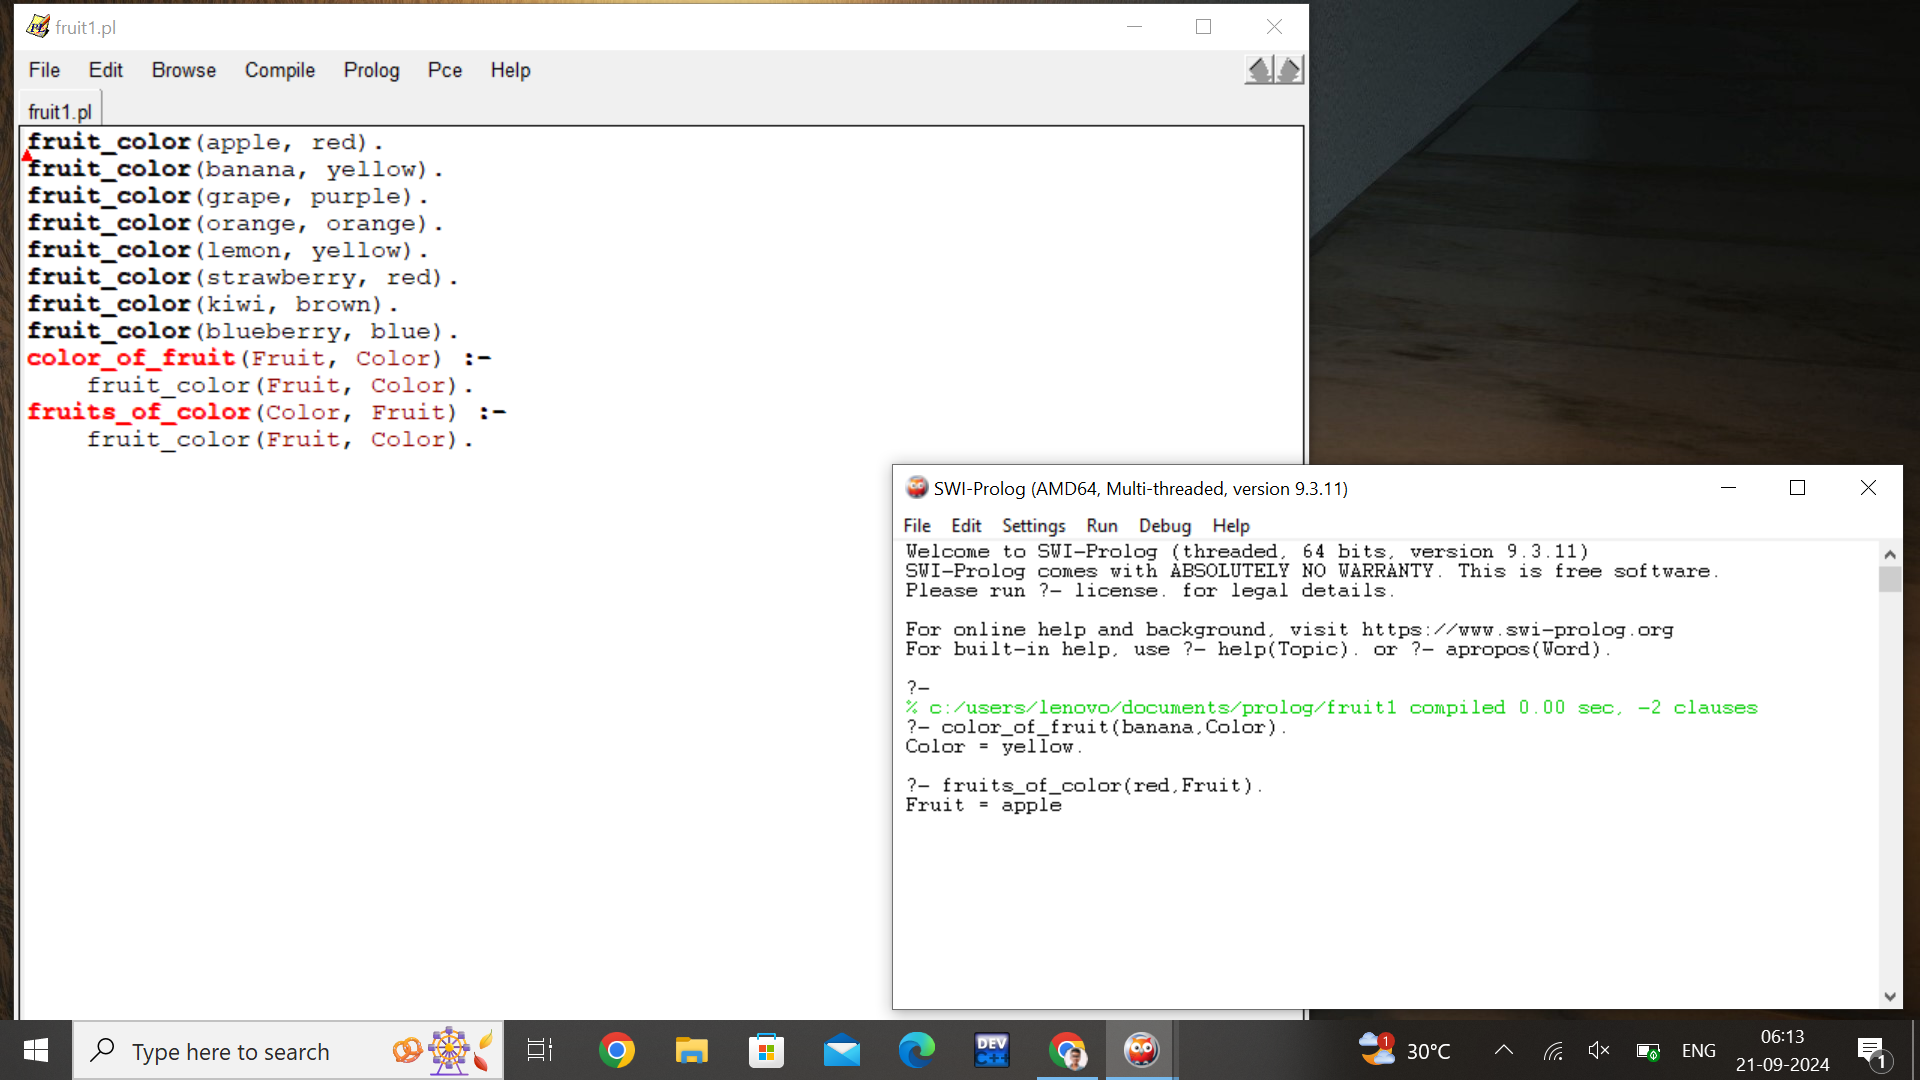 fruit1.pl
File Edit Browse Compile Prolog Pce Help
fruit1.pl
fruit_color(apple, red).
fruit_color(banana, yellow).
fruit_color(grape, purple).
fruit_color(orange, orange).
fruit_color(lemon, yellow).
fruit_color(strawberry, red).
fruit_color(kiwi, brown).
fruit_color(blueberry, blue).
color_of_fruit(Fruit, Color) :-
    fruit_color(Fruit, Color).
fruits_of_color(Color, Fruit) :-
    fruit_color(Fruit, Color).
SWI-Prolog (AMD64, Multi-threaded, version 9.3.11)
File Edit Settings Run Debug Help
Welcome to SWI-Prolog (threaded, 64 bits, version 9.3.11)
SWI-Prolog comes with ABSOLUTELY NO WARRANTY. This is free software.
Please run ?- license. for legal details.
For online help and background, visit https://www.swi-prolog.org
For built-in help, use ?- help(Topic). or ?- apropos(Word).
?-
% c:/users/lenovo/documents/prolog/fruit1 compiled 0.00 sec, -2 clauses
?- color_of_fruit(banana,Color).
Color = yellow.
?- fruits_of_color(red,Fruit).
Fruit = apple
Type here to search
DEV
C++
1
30°C
ENG
06:13
21-09-2024
1